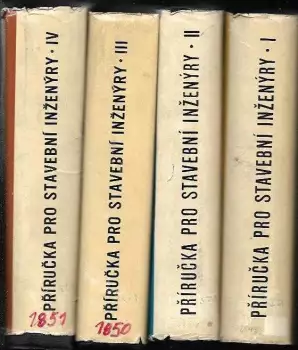 PŘÍRUČKA PRO STAVEBNÍ INŽENÝRY · IV
1851
PŘÍRUČKA PRO STAVEBNÍ INŽENÝRY · III
1850
PŘÍRUČKA PRO STAVEBNÍ INŽENÝRY · II
PŘÍRUČKA PRO STAVEBNÍ INŽENÝRY · I